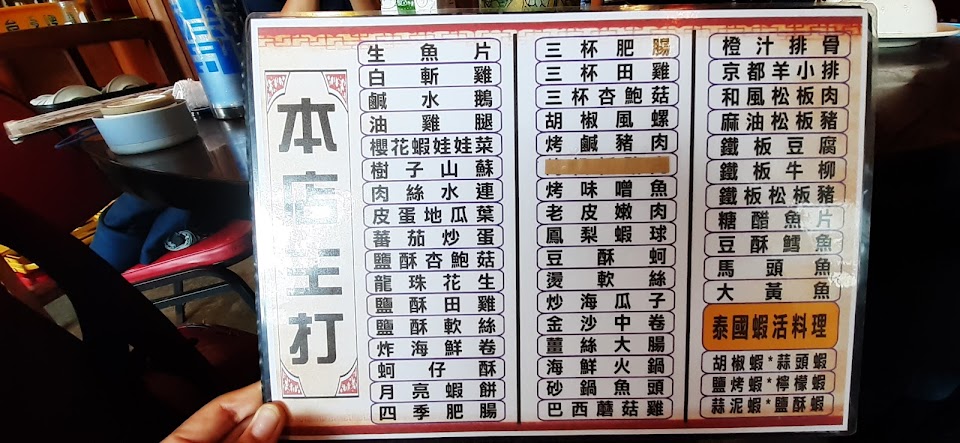 本店主打
生魚片
白斬雞
鹹水鵝
油雞腿
櫻花蝦娃娃菜
樹子山蘇
肉絲水連
皮蛋地瓜葉
蕃茄炒蛋
鹽酥杏鮑菇
龍珠花生
鹽酥田雞
鹽酥軟絲
炸海鮮卷
蚵仔酥
月亮蝦餅
四季肥腸
三杯肥腸
三杯田雞
三杯杏鮑菇
胡椒風螺
烤鹹豬肉
烤味噌魚
老皮嫩肉
鳳梨蝦球
豆酥蚵
燙軟絲
炒海瓜子
金沙中卷
薑絲大腸
海鮮火鍋
砂鍋魚頭
巴西蘑菇雞
橙汁排骨
京都羊小排
和風松板肉
麻油松板豬
鐵板豆腐
鐵板牛柳
鐵板松板豬
糖醋魚片
豆酥鱈魚
馬頭魚
大黃魚
泰國蝦活料理
胡椒蝦*蒜頭蝦
鹽烤蝦*檸檬蝦
蒜泥蝦*鹽酥蝦